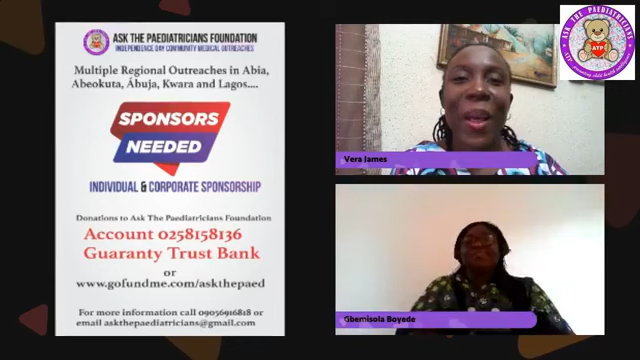 ASK THE PAEDIATRICIANS FOUNDATION
INDEPENDENCE DAY COMMUNITY MEDICAL OUTREACHES
Multiple Regional Outreaches in Abia,
Abeokuta, Abuja, Kwara and Lagos....
SPONSORS
NEEDED
INDIVIDUAL & CORPORATE SPONSORSHIP
Donations to Ask The Paediatricians Foundation
Account 0258158136
Guaranty Trust Bank
or
www.gofundme.com/askthepaed
For more information call 09056916818 or
email askthepaediatricians@gmail.com
Vera James
Gbemisola Boyede
ASK THE PAEDIATRICIANS
ATP